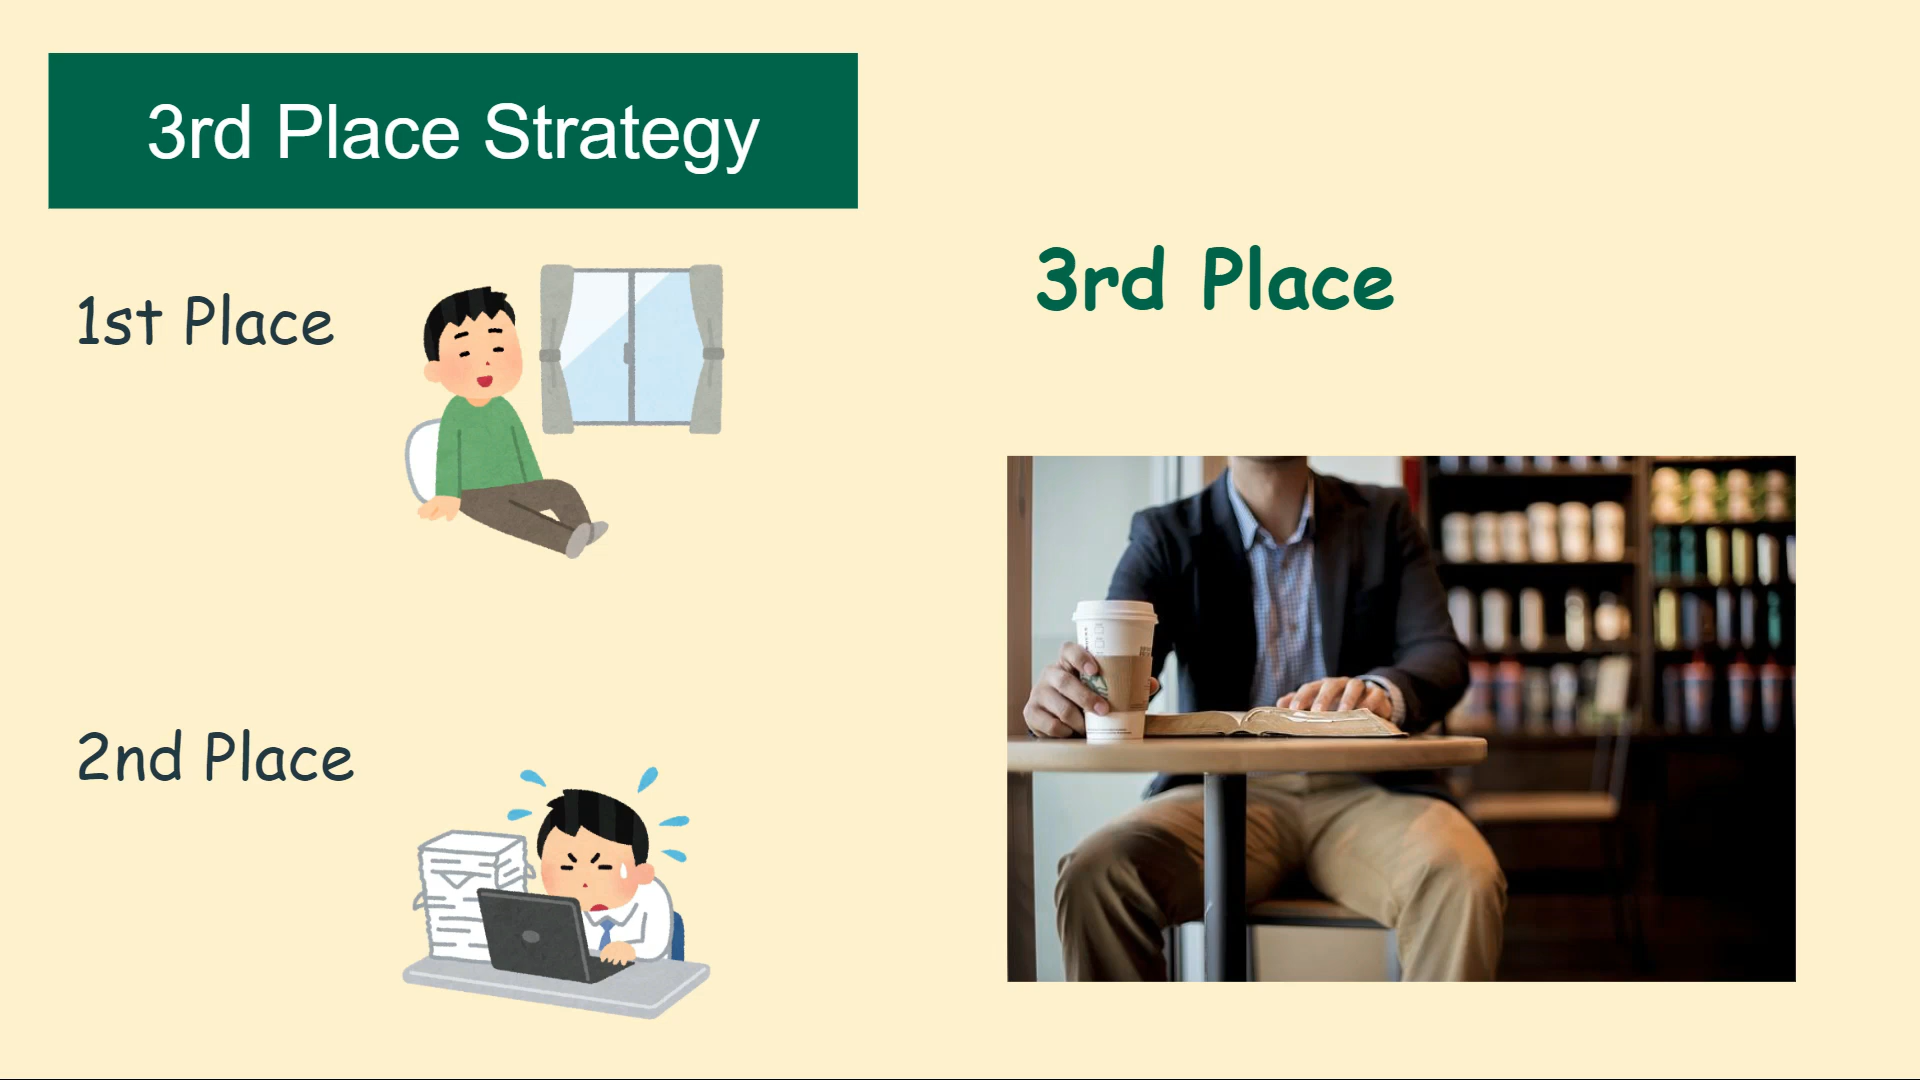 3rd Place Strategy
1st Place
3rd Place
2nd Place